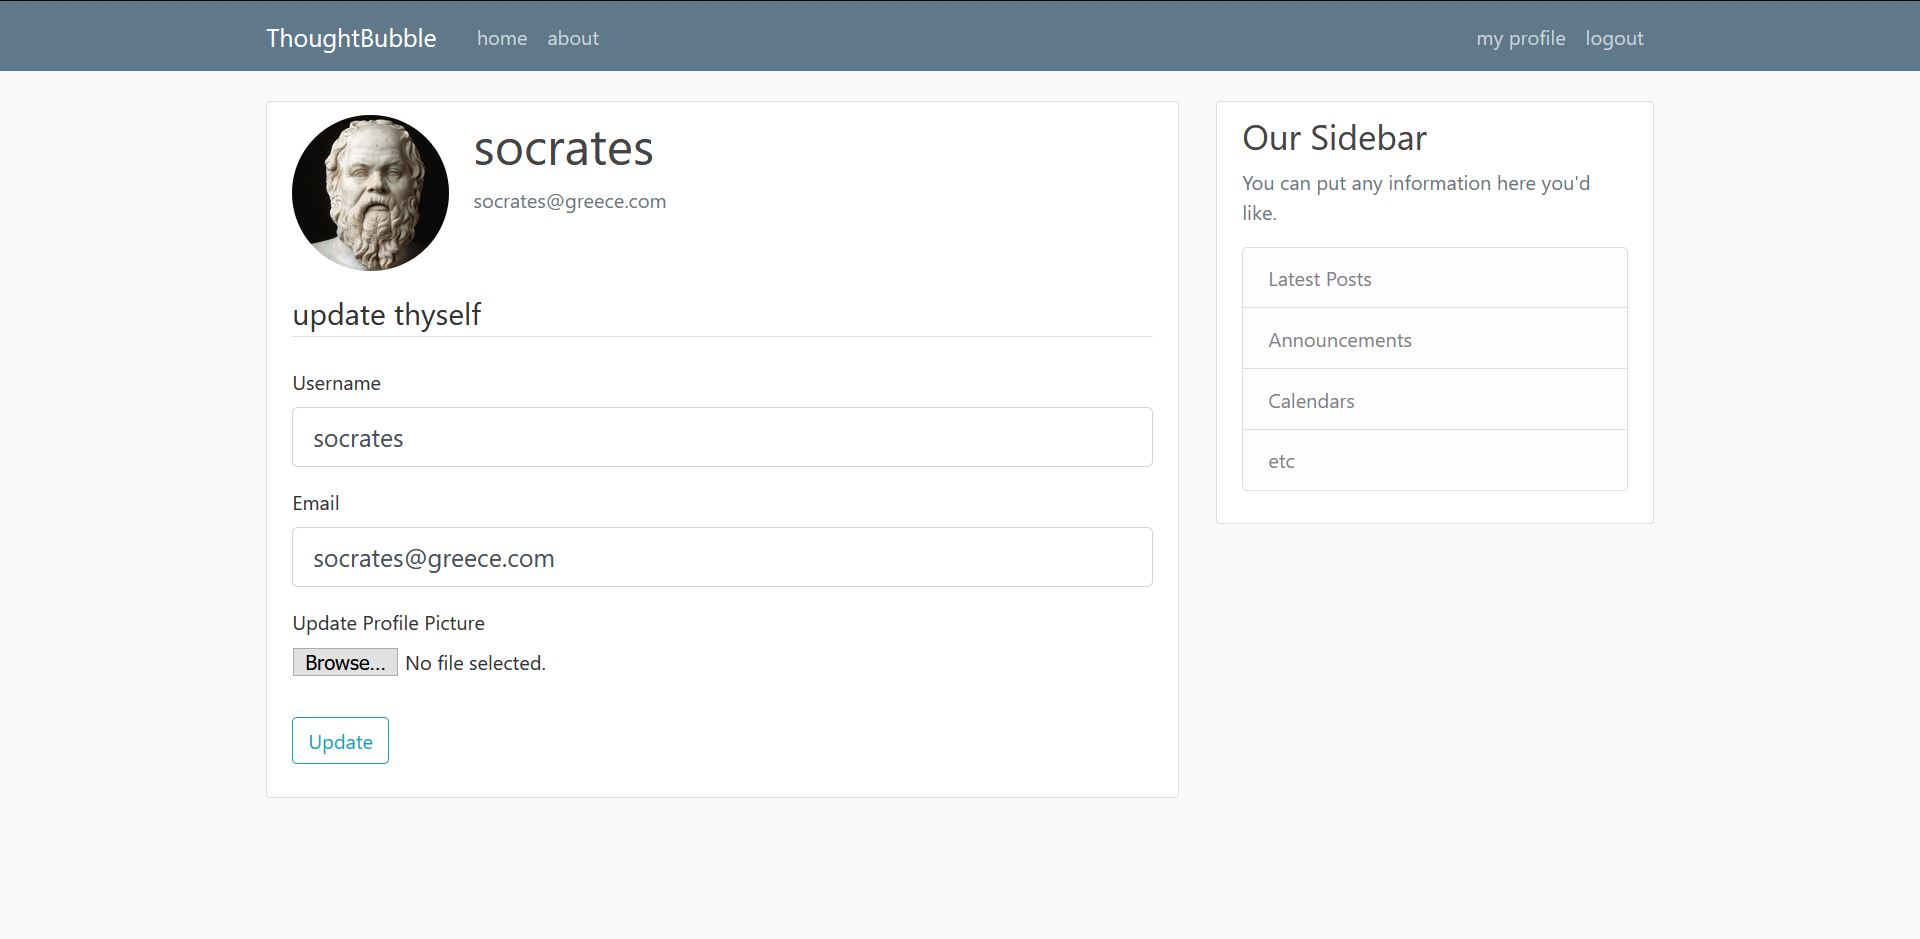 ThoughtBubble home about my profile logout
socrates
socrates@greece.com
update thyself
Username
socrates
Email
socrates@greece.com
Update Profile Picture
Browse... No file selected.
Update
Our Sidebar
You can put any information here you'd
like.
Latest Posts
Announcements
Calendars
etc